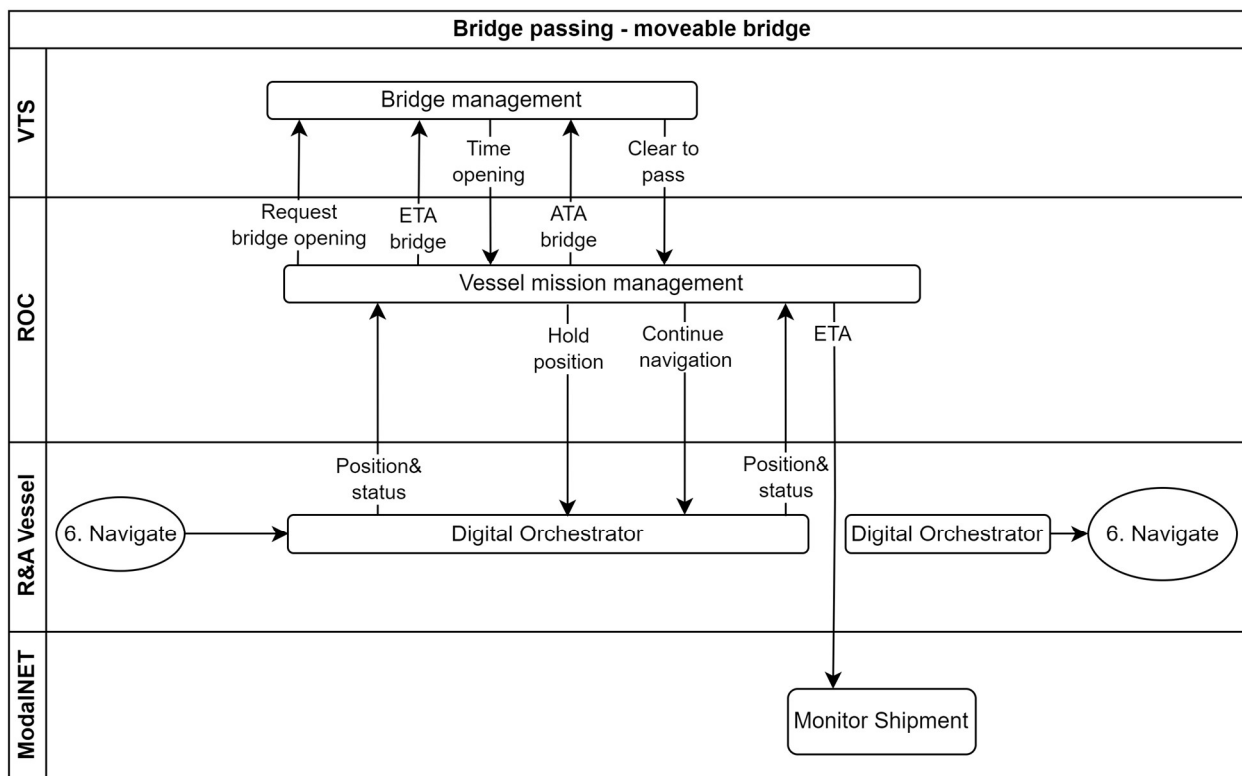 Bridge passing - moveable bridge
VTS
Bridge management
Time
opening
Clear to
pass
Request
bridge opening
ETA
bridge
ATA
bridge
ROC
Vessel mission management
Hold
position
Continue
navigation
ETA
R&A Vessel
Position&
status
Position&
status
6. Navigate
Digital Orchestrator
Digital Orchestrator
6. Navigate
ModalNET
Monitor Shipment